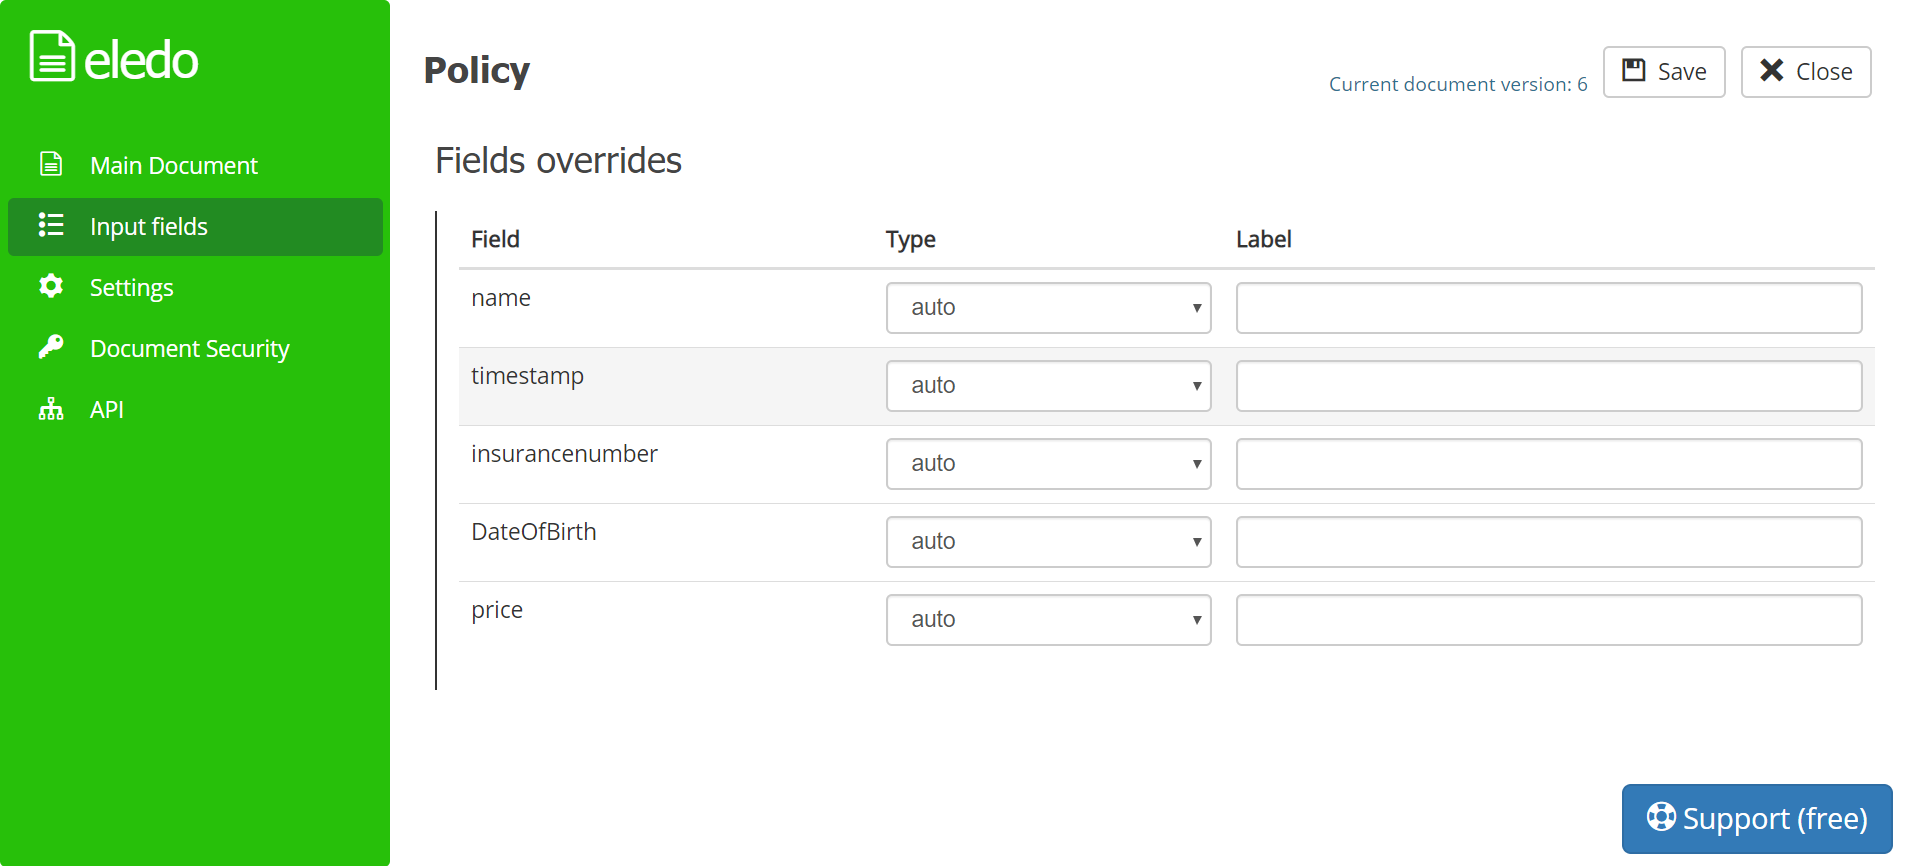 eledo
Main Document
Input fields
Settings
Document Security
API
Policy
Current document version: 6
Save
Close
Fields overrides
Field Type Label
name auto
timestamp auto
insurancenumber auto
DateOfBirth auto
price auto
Support (free)